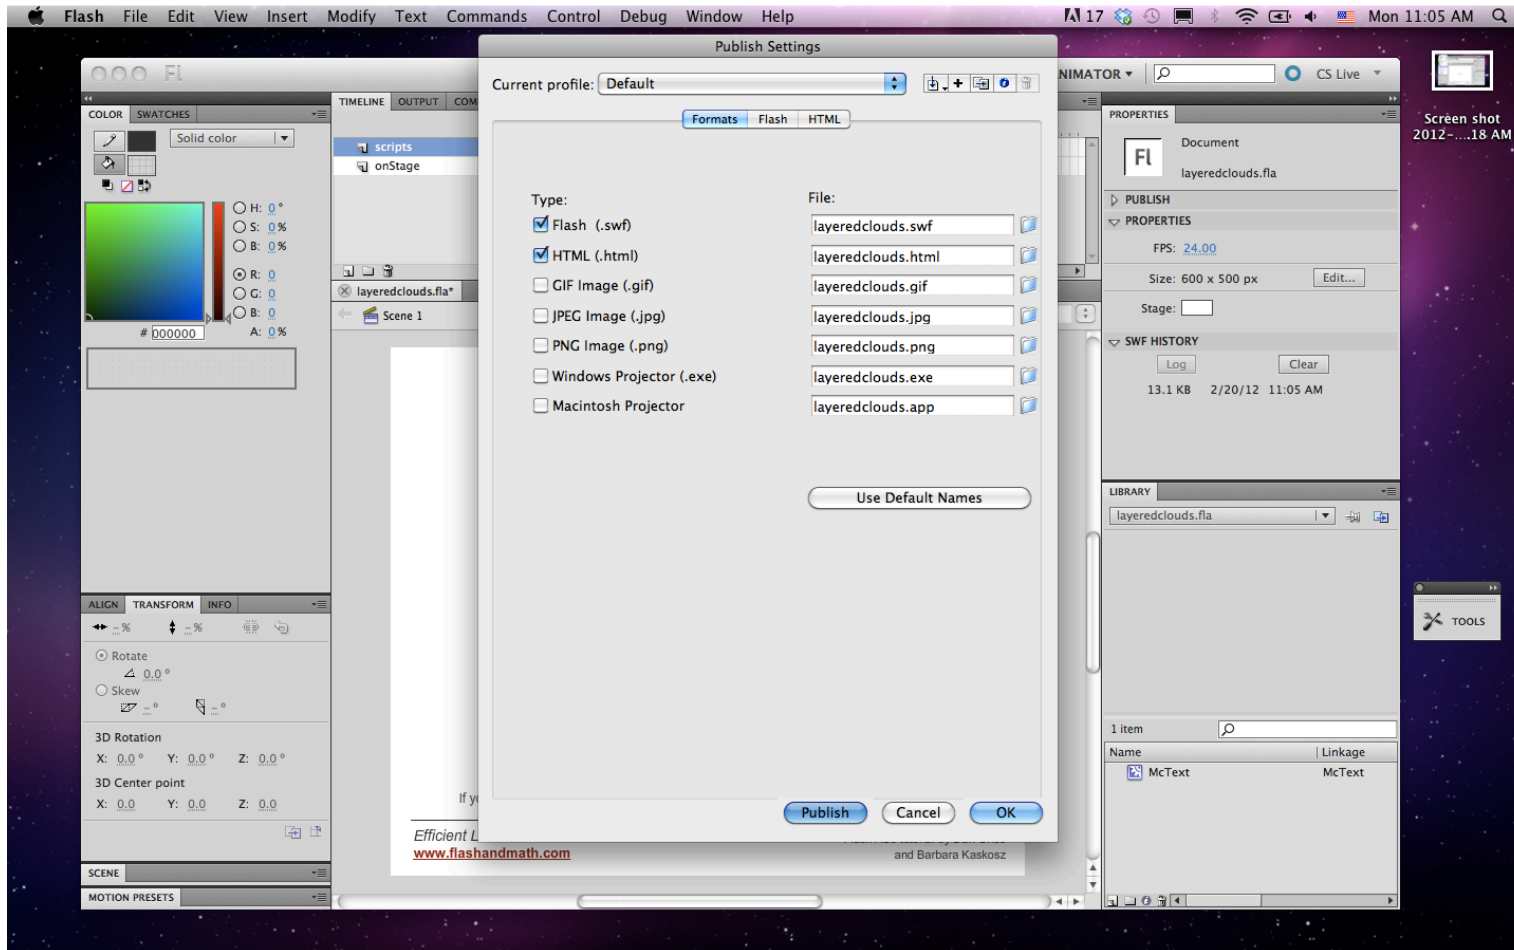 Flash File Edit View Insert Modify Text Commands Control Debug Window Help 17 Mon 11:05 AM
Publish Settings
Current profile: Default
Formats Flash HTML
Type: File:
Flash (.swf) layeredclouds.swf
HTML (.html) layeredclouds.html
GIF Image (.gif) layeredclouds.gif
JPEG Image (.jpg) layeredclouds.jpg
PNG Image (.png) layeredclouds.png
Windows Projector (.exe) layeredclouds.exe
Macintosh Projector layeredclouds.app
Use Default Names
Publish Cancel OK
FL
COLOR SWATCHES
Solid color
H: 0 °
S: 0 %
B: 0 %
R: 0
G: 0
B: 0
# 000000 A: 0 %
ALIGN TRANSFORM INFO
– % – %
Rotate
0.0 °
Skew
– ° – °
3D Rotation
X: 0.0 ° Y: 0.0 ° Z: 0.0 °
3D Center point
X: 0.0 Y: 0.0 Z: 0.0
SCENE
MOTION PRESETS
TIMELINE OUTPUT
scripts
onStage
layeredclouds.fla*
Scene 1
If
Efficient
www.flashandmath.com
and Barbara Kaskosz
CS Live
PROPERTIES
FL Document
layeredclouds.fla
PUBLISH
PROPERTIES
FPS: 24.00
Size: 600 x 500 px Edit...
Stage:
SWF HISTORY
Log Clear
13.1 KB 2/20/12 11:05 AM
LIBRARY
layeredclouds.fla
1 item
Name Linkage
McText McText
Screen shot
2012-....18 AM
TOOLS